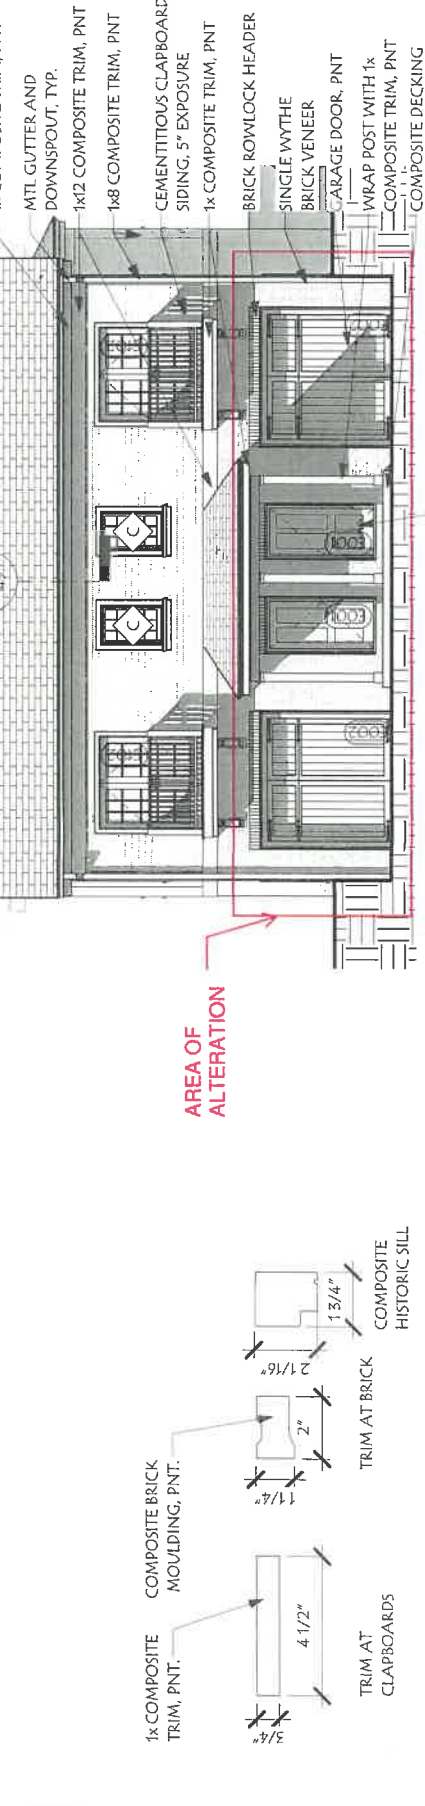 MTL GUTTER AND
DOWNSPOUT, TYP.
1x12 COMPOSITE TRIM, PNT
1x8 COMPOSITE TRIM, PNT
CEMENTITIOUS CLAPBOARD
SIDING, 5" EXPOSURE
1x COMPOSITE TRIM, PNT
BRICK ROWLOCK HEADER
SINGLE WYTHE
BRICK VENEER
GARAGE DOOR, PNT
WRAP POST WITH 1x
COMPOSITE TRIM, PNT
COMPOSITE DECKING
C
C
E002
E001
E001
E002
AREA OF
ALTERATION
1x COMPOSITE
TRIM, PNT.
3/4"
4 1/2"
TRIM AT
CLAPBOARDS
COMPOSITE BRICK
MOULDING, PNT.
1 1/4"
2"
TRIM AT BRICK
2 1/16"
1 3/4"
COMPOSITE
HISTORIC SILL